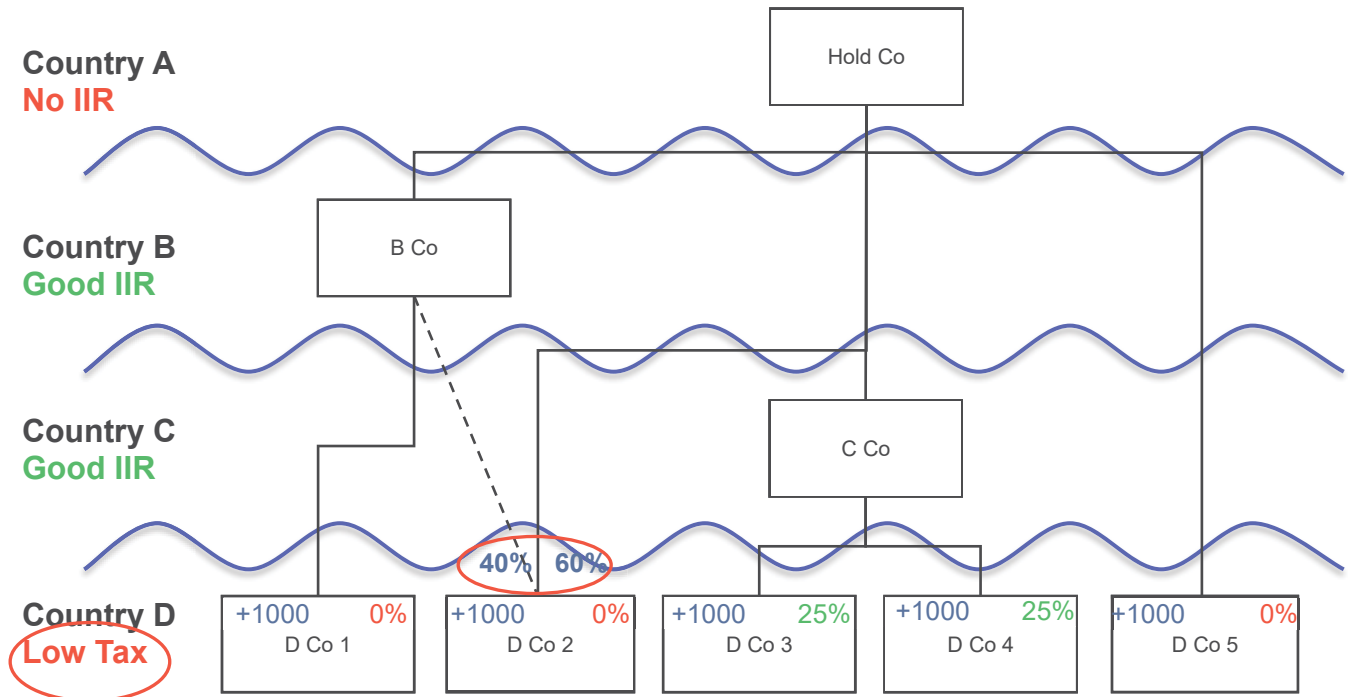 Country A
No IIR
Hold Co
Country B
Good IIR
B Co
Country C
Good IIR
C Co
40% 60%
Country D
Low Tax
+1000 0%
D Co 1
+1000 0%
D Co 2
+1000 25%
D Co 3
+1000 25%
D Co 4
+1000 0%
D Co 5